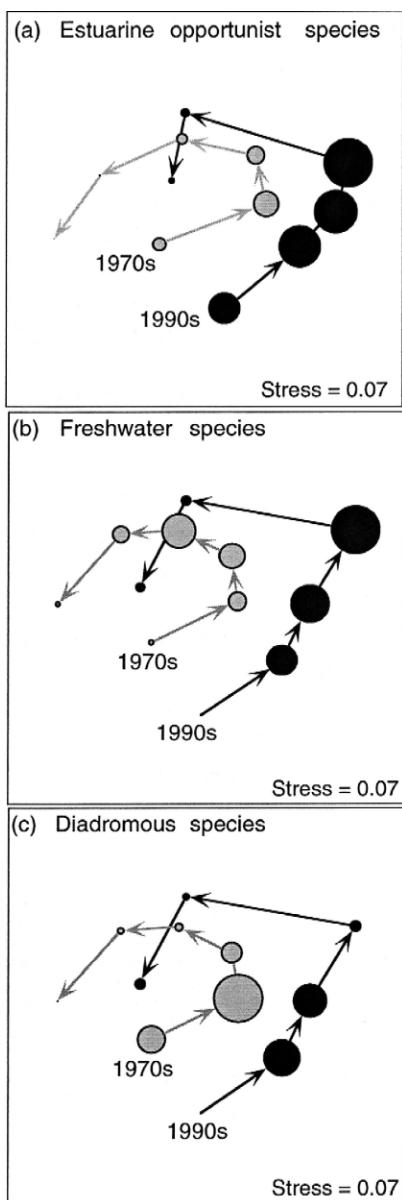 (a) Estuarine opportunist species
1970s
1990s
Stress = 0.07
(b) Freshwater species
1970s
1990s
Stress = 0.07
(c) Diadromous species
1970s
1990s
Stress = 0.07